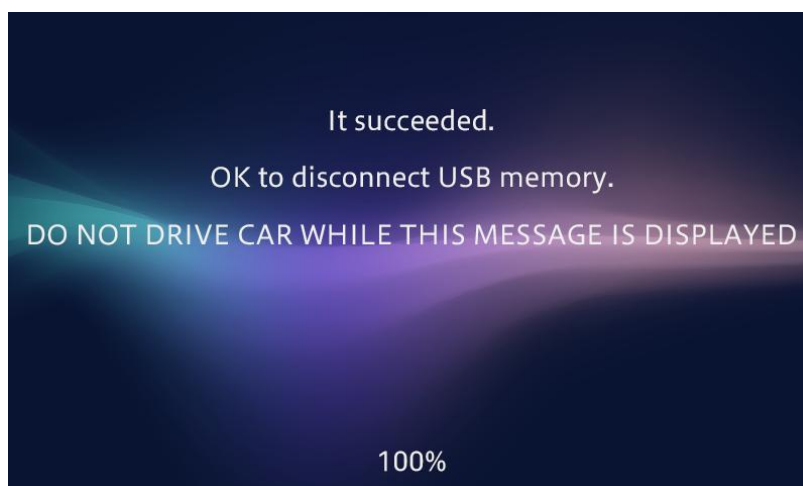 It succeeded.
OK to disconnect USB memory.
DO NOT DRIVE CAR WHILE THIS MESSAGE IS DISPLAYED
100%